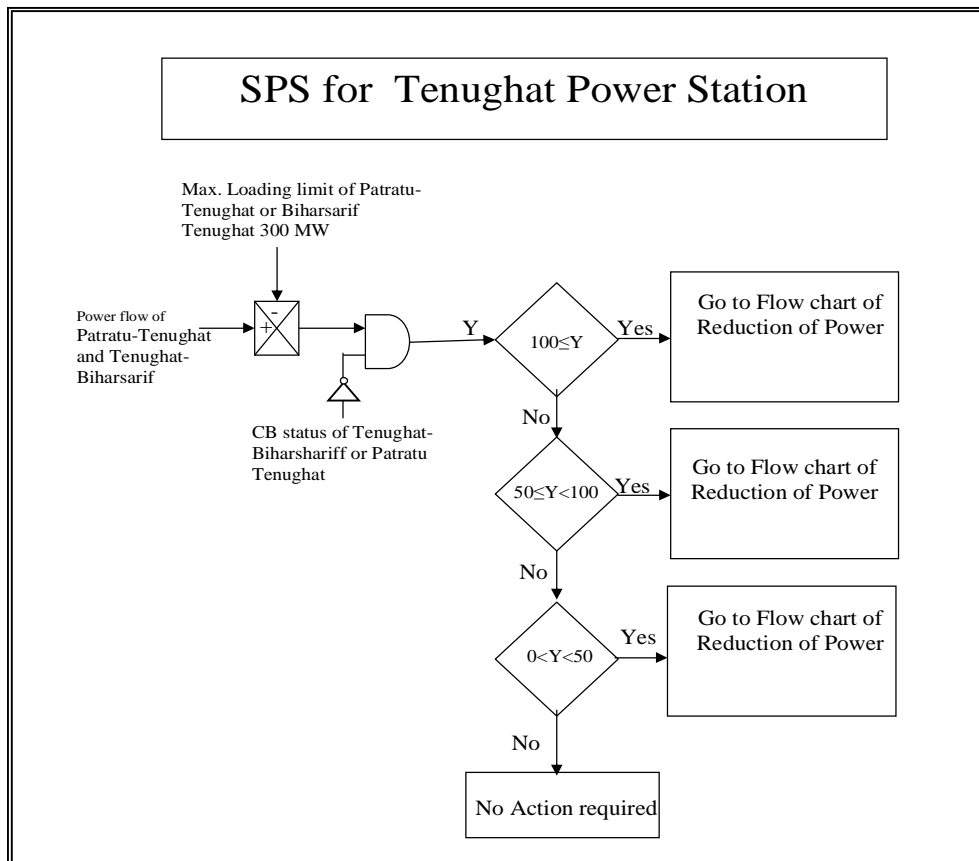 SPS for Tenughat Power Station
Max. Loading limit of Patratu-
Tenughat or Biharsarif
Tenughat 300 MW
Power flow of
Patratu-Tenughat
and Tenughat-
Biharsarif
-
+
CB status of Tenughat-
Biharshariff or Patratu
Tenughat
Y
100≤Y
Yes
Go to Flow chart of
Reduction of Power
No
50≤Y<100
Yes
Go to Flow chart of
Reduction of Power
No
0<Y<50
Yes
Go to Flow chart of
Reduction of Power
No
No Action required